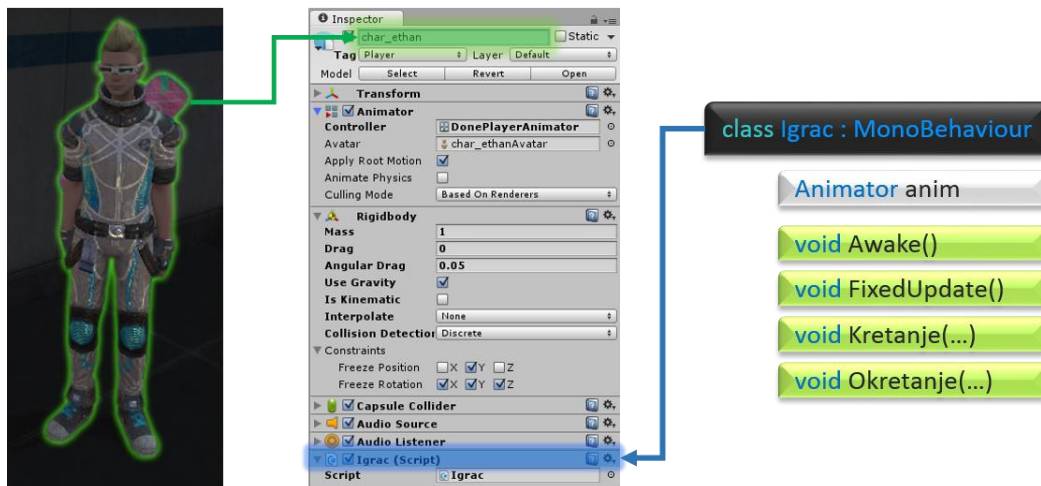 Inspector
char_ethan Static
Tag Player Layer Default
Model Select Revert Open
Transform
Animator
Controller DonePlayerAnimator
Avatar char_ethanAvatar
Apply Root Motion
Animate Physics
Culling Mode Based On Renderers
Rigidbody
Mass 1
Drag 0
Angular Drag 0.05
Use Gravity
Is Kinematic
Interpolate None
Collision Detection Discrete
Constraints
Freeze Position X Y Z
Freeze Rotation X Y Z
Capsule Collider
Audio Source
Audio Listener
Igrac (Script)
Script Igrac
class Igrac : MonoBehaviour
Animator anim
void Awake()
void FixedUpdate()
void Kretanje(...)
void Okretanje(...)